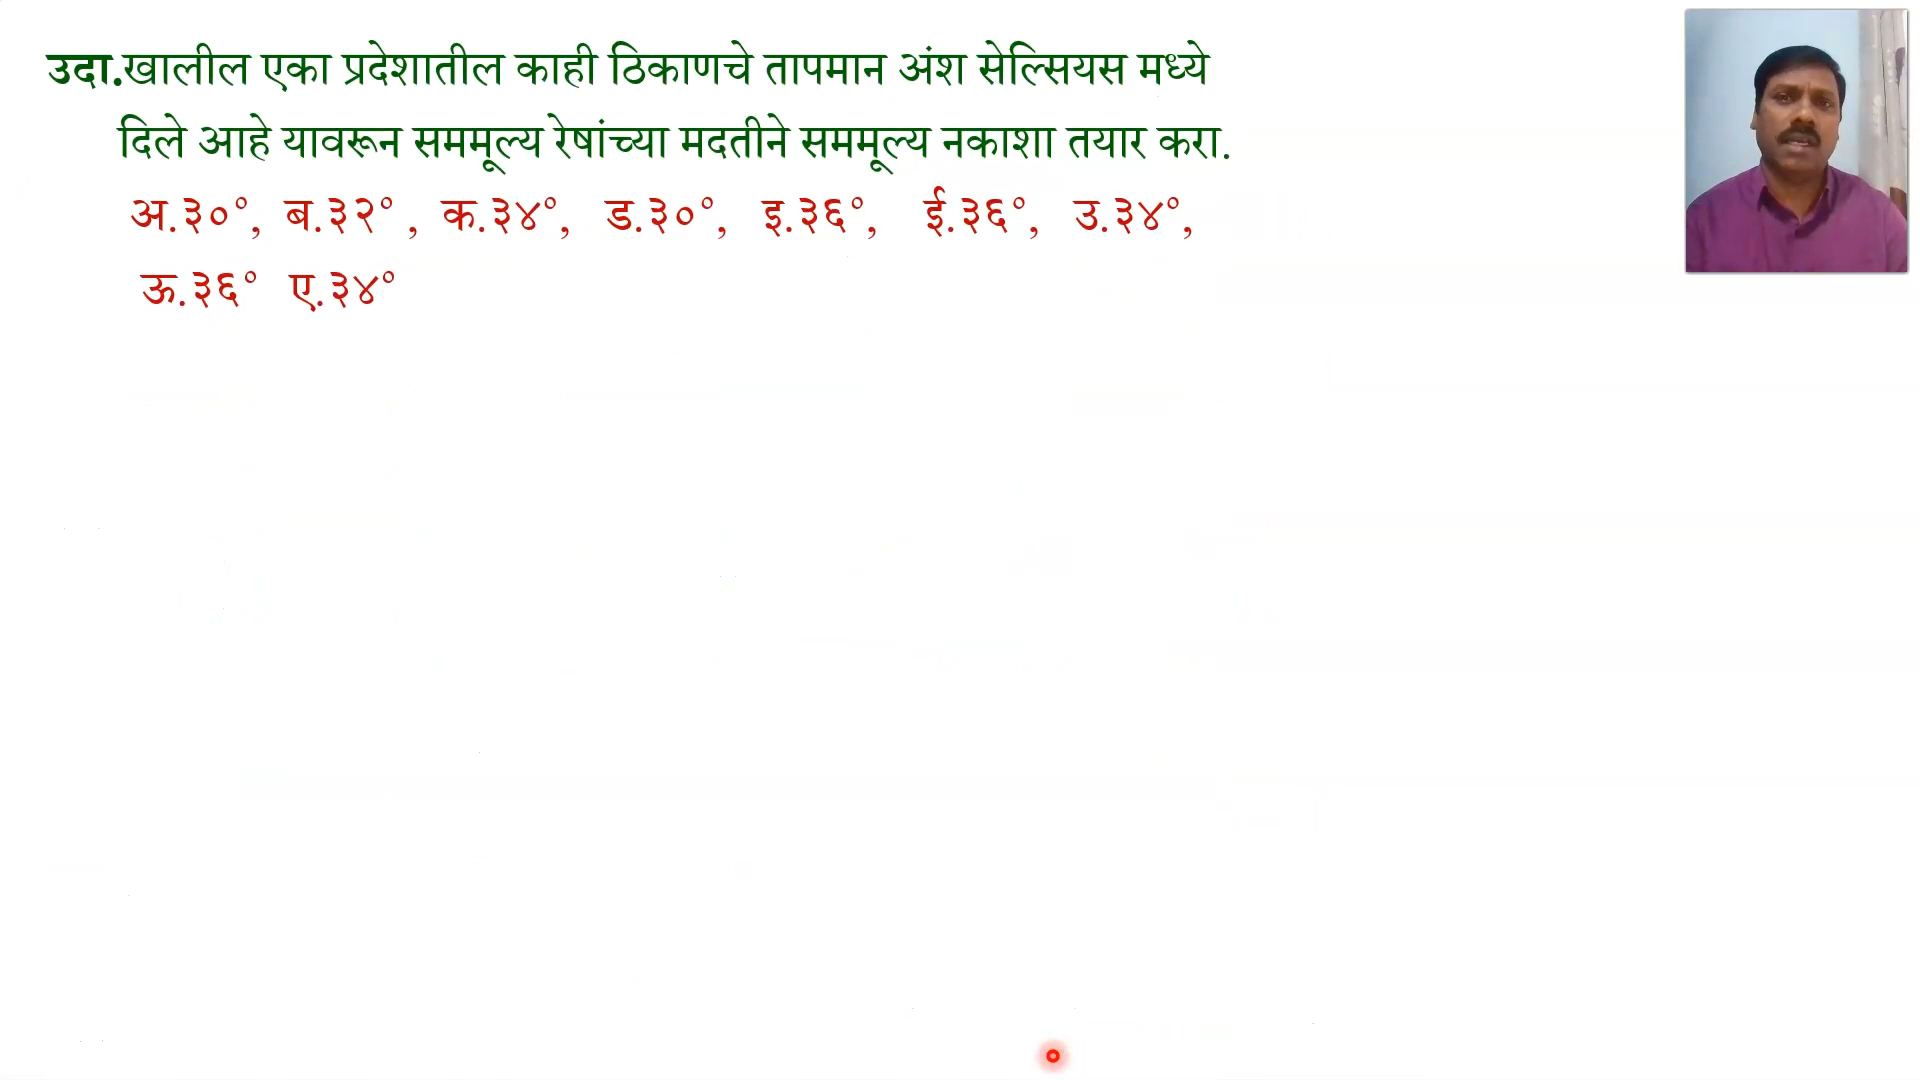 उदा.खालील एका प्रदेशातील काही ठिकाणचे तापमान अंश सेल्सियस मध्ये
दिले आहे यावरून सममूल्य रेषांच्या मदतीने सममूल्य नकाशा तयार करा.
अ.३०°, ब.३२° , क.३४°, ड.३०°, इ.३६°, ई.३६°, उ.३४°,
ऊ.३६° ए.३४°